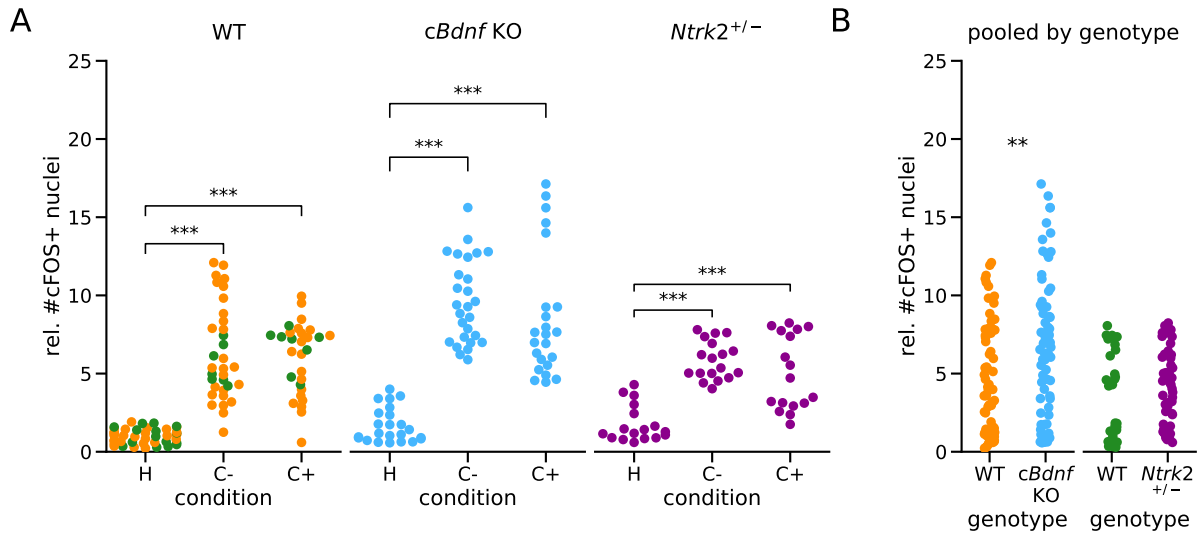 A
WT
cBdnf KO
Ntrk2+/−
B
pooled by genotype
rel. #cFOS+ nuclei
25
20
15
10
5
0
***
***
***
***
***
***
H
C-
C+
condition
H
C-
C+
condition
H
C-
C+
condition
rel. #cFOS+ nuclei
25
20
15
10
5
0
**
WT
cBdnf
KO
genotype
WT
Ntrk2
+/−
genotype